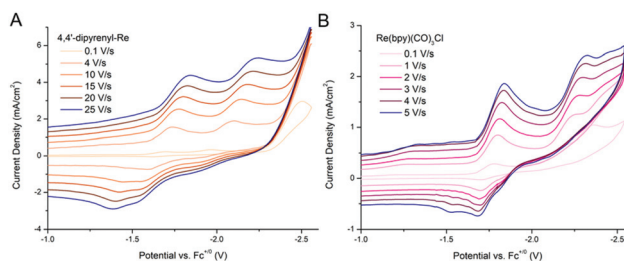 A
4,4'-dipyrenyl-Re
0.1 V/s
4 V/s
10 V/s
15 V/s
20 V/s
25 V/s
Current Density (mA/cm²)
6
4
2
0
-2
-4
-1.0
-1.5
-2.0
-2.5
Potential vs. Fc⁺ᐟ⁰ (V)
B
Re(bpy)(CO)₃Cl
0.1 V/s
1 V/s
2 V/s
3 V/s
4 V/s
5 V/s
Current Density (mA/cm²)
3
2
1
0
-1
-1.0
-1.5
-2.0
-2.5
Potential vs. Fc⁺ᐟ⁰ (V)